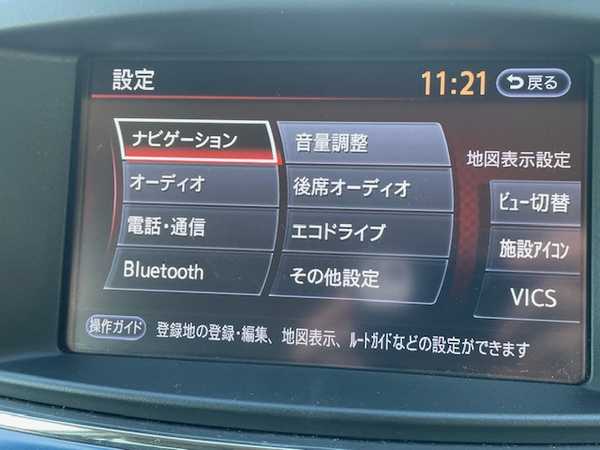 設定
11:21 戻る
ナビゲーション
音量調整
オーディオ
後席オーディオ
電話・通信
エコドライブ
Bluetooth
その他設定
地図表示設定
ビュー切替
施設アイコン
VICS
操作ガイド 登録地の登録・編集、地図表示、ルートガイドなどの設定ができます